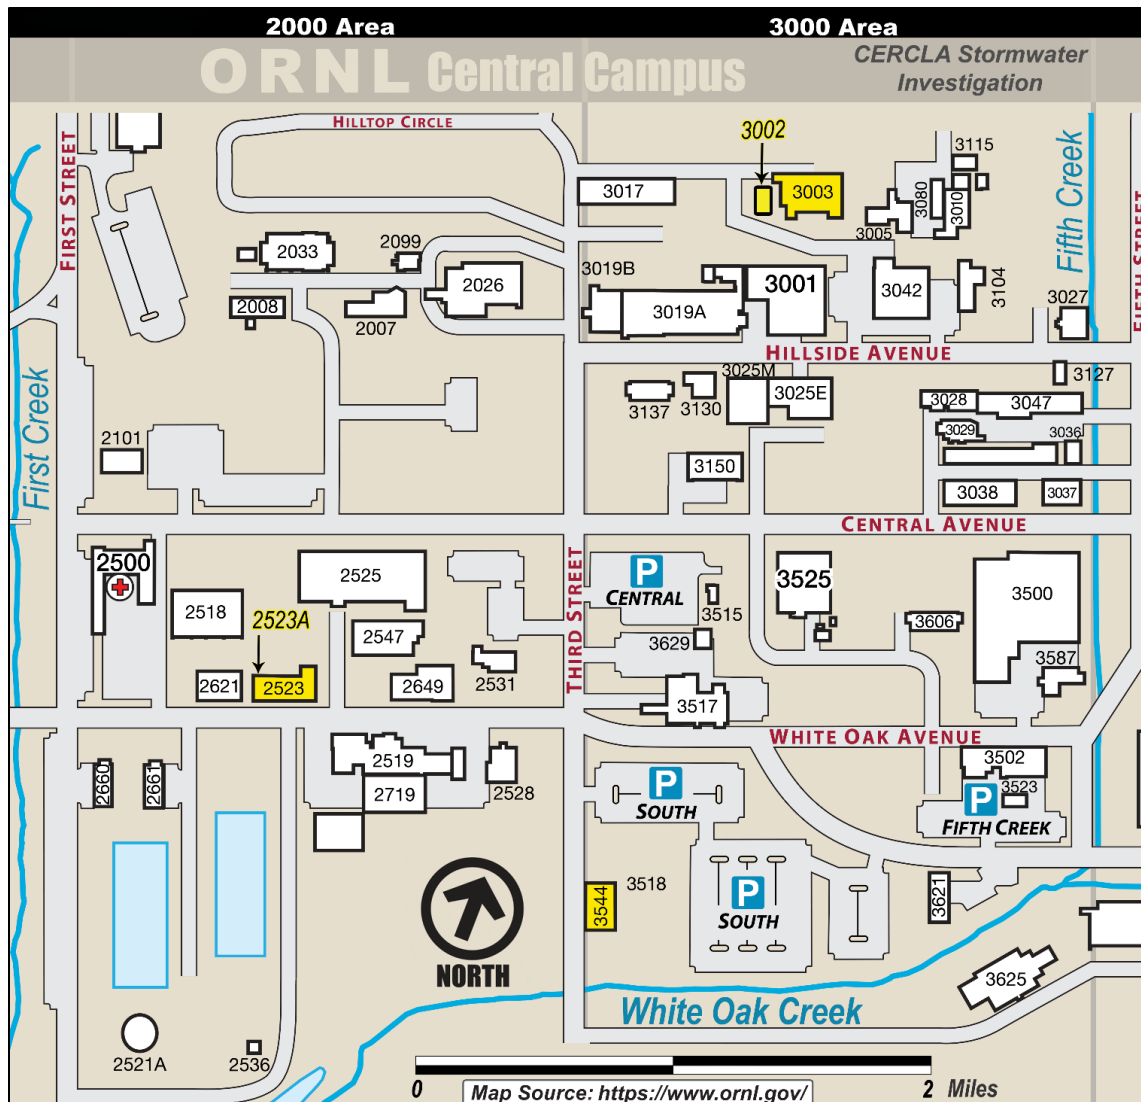 2000 Area
3000 Area
ORNL Central Campus
CERCLA Stormwater
Investigation
HILLTOP CIRCLE
FIRST STREET
3002
3003
3017
3115
3080
3010
3005
Fifth Creek
FIFTH STREET
2033
2099
2026
2008
2007
3019B
3019A
3001
3042
3104
3027
HILLSIDE AVENUE
First Creek
3025M
3025E
3137
3130
3127
3028
3047
3029
3036
2101
3150
3038
3037
CENTRAL AVENUE
2500
2525
2518
2523A
2547
2621
2523
2649
2531
THIRD STREET
P
CENTRAL
3515
3629
3525
3500
3606
3587
3517
WHITE OAK AVENUE
2660
2661
2519
2719
2528
P
SOUTH
3502
P
3523
FIFTH CREEK
3544
3518
P
SOUTH
3621
NORTH
3625
White Oak Creek
2521A
2536
0
2 Miles
Map Source: https://www.ornl.gov/